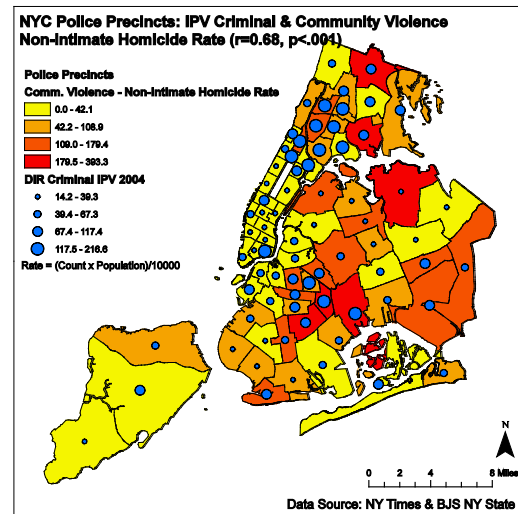 NYC Police Precincts: IPV Criminal & Community Violence
Non-Intimate Homicide Rate (r=0.68, p<.001)
Police Precincts
Comm. Violence - Non-Intimate Homicide Rate
0.0 - 42.1
42.2 - 108.9
109.0 - 179.4
179.5 - 393.3
DIR Criminal IPV 2004
14.2 - 39.3
39.4 - 67.3
67.4 - 117.4
117.5 - 216.6
Rate = (Count x Population)/10000
N
0 2 4 8 Miles
Data Source: NY Times & BJS NY State